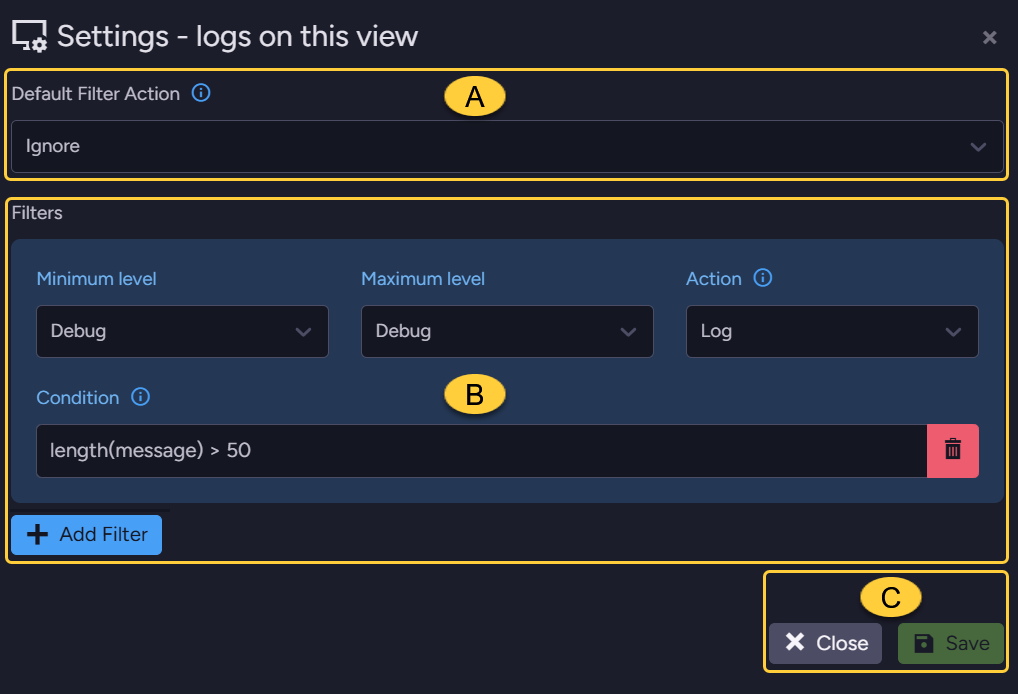 Settings - logs on this view
Default Filter Action
A
Ignore
Filters
Minimum level Maximum level Action
Debug Debug Log
Condition
B
length(message) > 50
Add Filter
C
Close Save